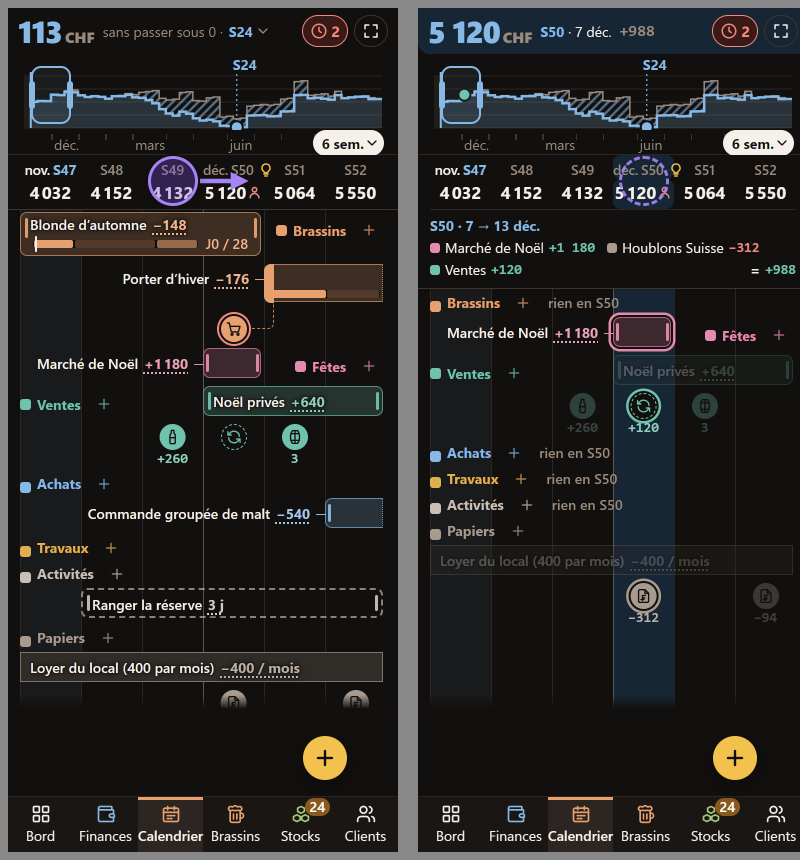 113 CHF sans passer sous 0 · S24 2
S24
déc. mars juin 6 sem.
nov. S47 S48 S49 déc. S50 S51 S52
4 032 4 152 4 132 5 120 5 064 5 550
Blonde d'automne −148
J0 / 28
Brassins +
Porter d'hiver −176
Marché de Noël +1 180
Fêtes +
Ventes +
Noël privés +640
+260 3
Achats +
Commande groupée de malt −540
Travaux +
Activités +
Ranger la réserve 3 j
Papiers +
Loyer du local (400 par mois) −400 / mois
+
Bord Finances Calendrier Brassins Stocks 24 Clients
5 120 CHF S50 · 7 déc. +988 2
S24
déc. mars juin 6 sem.
nov. S47 S48 S49 déc. S50 S51 S52
4 032 4 152 4 132 5 120 5 064 5 550
S50 · 7 → 13 déc.
Marché de Noël +1 180 Houblons Suisse −312
Ventes +120 = +988
Brassins + rien en S50
Marché de Noël +1 180
Fêtes +
Ventes +
Noël privés +640
+260 +120 3
Achats + rien en S50
Travaux + rien en S50
Activités + rien en S50
Papiers +
Loyer du local (400 par mois) −400 / mois
−312 −94
+
Bord Finances Calendrier Brassins Stocks 24 Clients